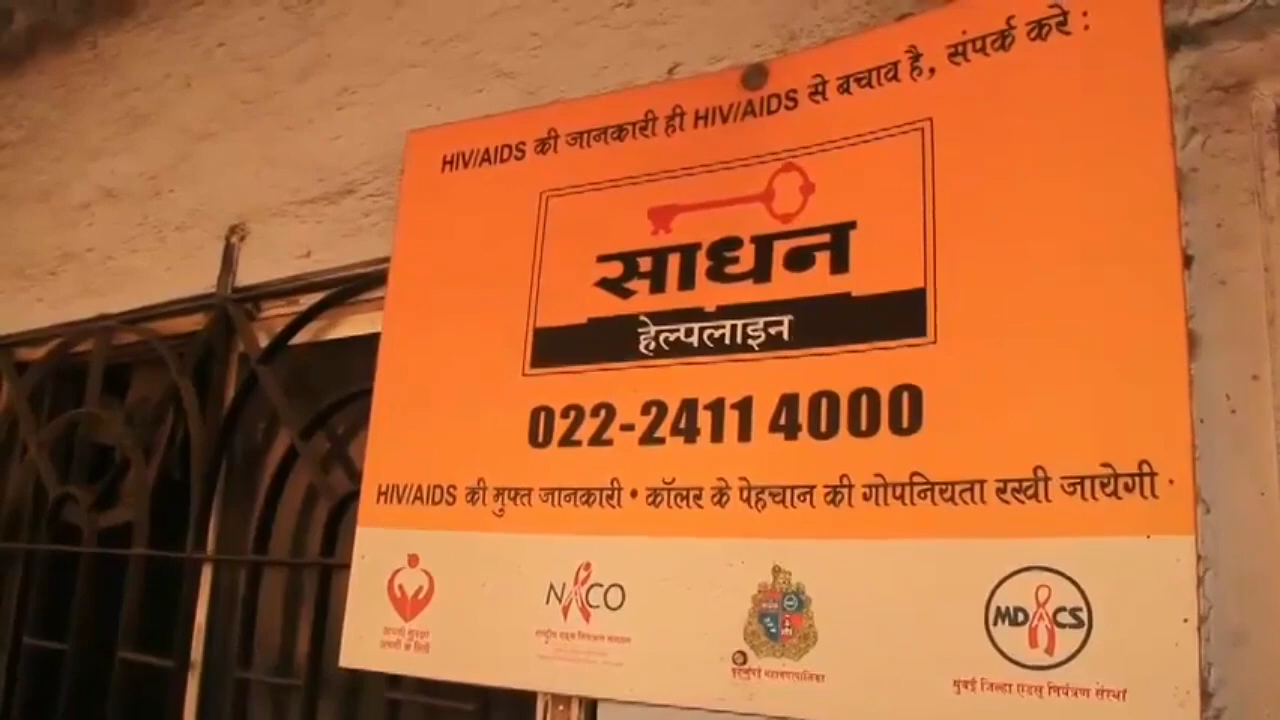 HIV/AIDS की जानकारी ही HIV/AIDS से बचाव है, संपर्क करे :
साधन
हेल्पलाइन
022-2411 4000
HIV/AIDS की मुफ्त जानकारी • कॉलर के पेहचान की गोपनियता रखी जायेगी
NACO
MDACS
मुंबई जिल्हा एड्स नियंत्रण संस्था